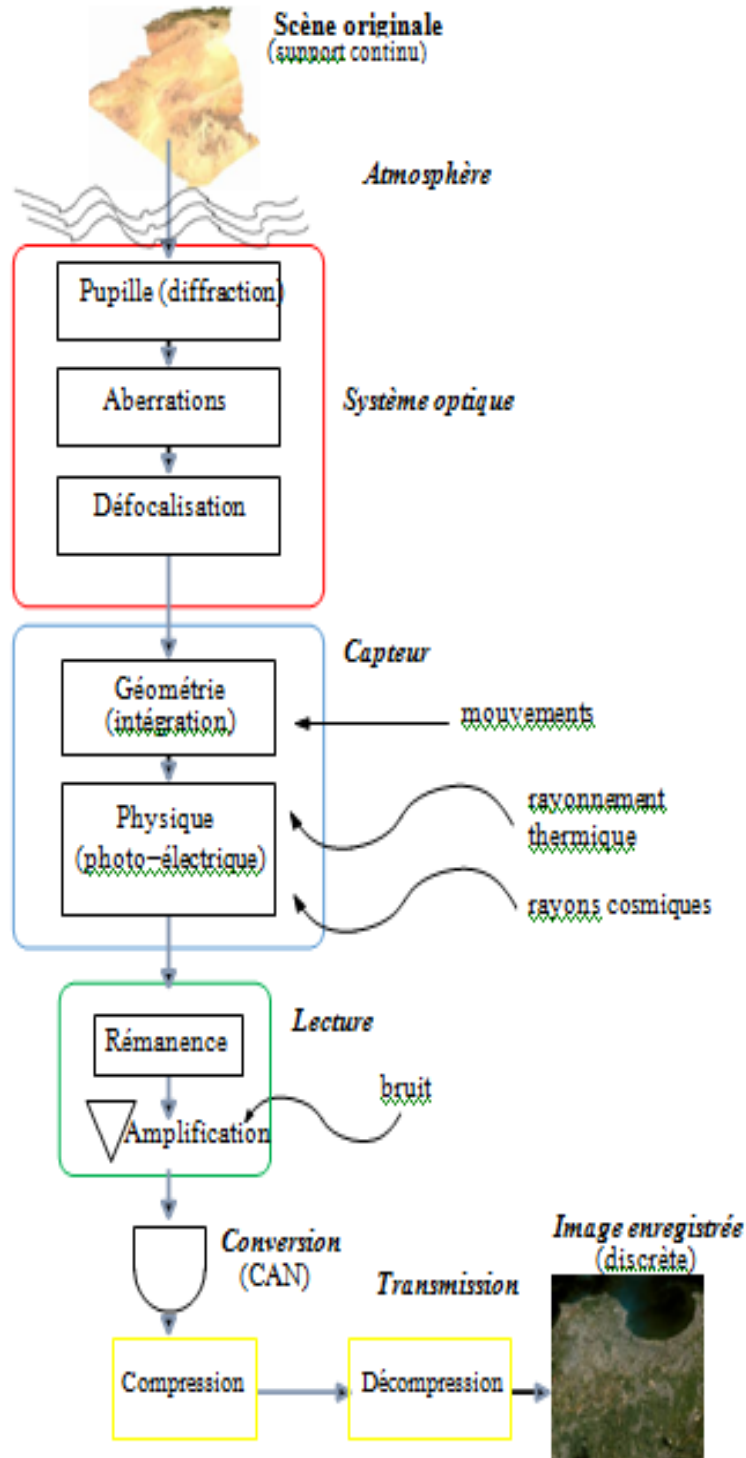 Scène originale
(support continu)
Atmosphère
Pupille (diffraction)
Aberrations
Système optique
Défocalisation
Capteur
Géométrie
(intégration)
mouvements
Physique
(photo-électrique)
rayonnement
thermique
rayons cosmiques
Lecture
Rémanence
bruit
Amplification
Conversion
(CAN)
Transmission
Image enregistrée
(discrète)
Compression
Décompression